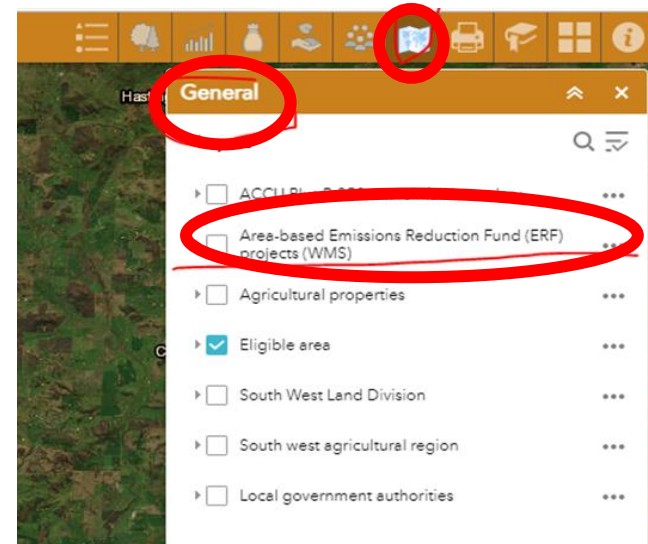 Hast
General
ACCU
Area-based Emissions Reduction Fund (ERF)
projects (WMS)
Agricultural properties
Eligible area
C
South West Land Division
South west agricultural region
Local government authorities